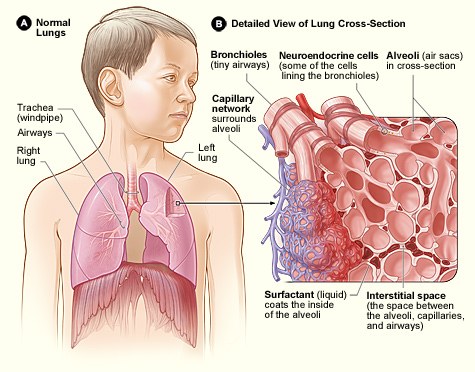 A Normal
Lungs
Trachea
(windpipe)
Airways
Right
lung
Left
lung
B Detailed View of Lung Cross-Section
Bronchioles
(tiny airways)
Neuroendocrine cells
(some of the cells
lining the bronchioles)
Alveoli (air sacs)
in cross-section
Capillary
network
surrounds
alveoli
Surfactant (liquid)
coats the inside
of the alveoli
Interstitial space
(the space between
the alveoli, capillaries,
and airways)